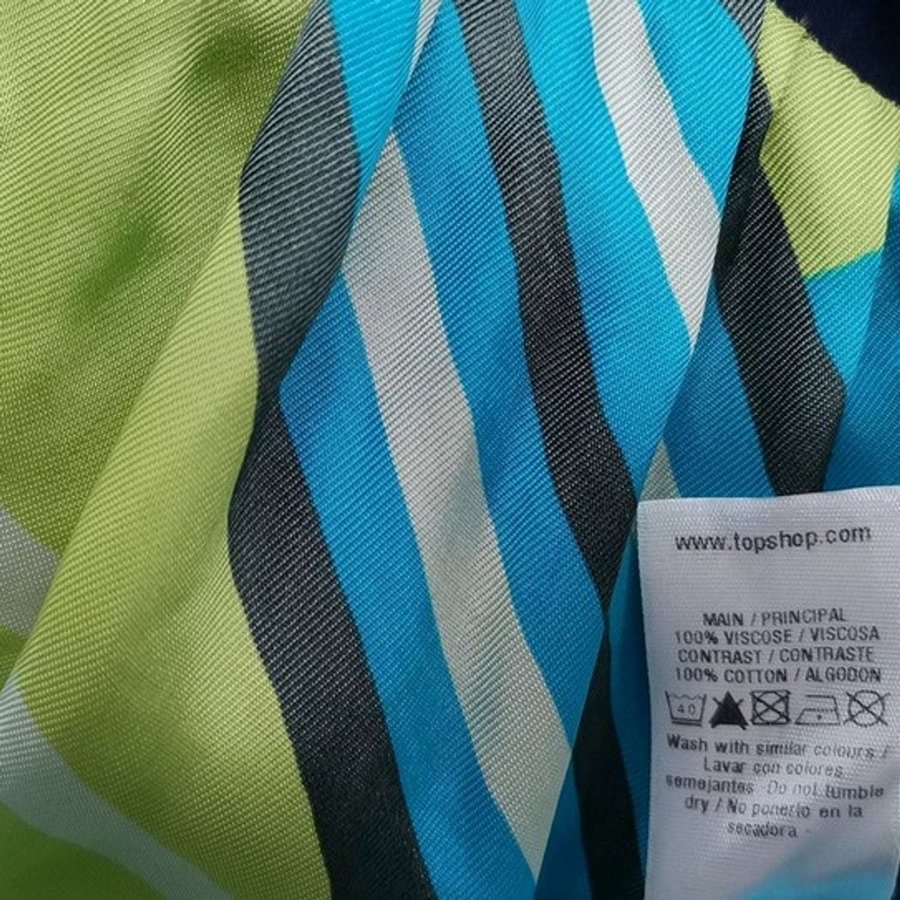 www.topshop.com
MAIN / PRINCIPAL
100% VISCOSE / VISCOSA
CONTRAST / CONTRASTE
100% COTTON / ALGODON
40
Wash with similar colours /
Lavar con colores
semejantes Do not tumble
dry / No ponerlo en la
secadora